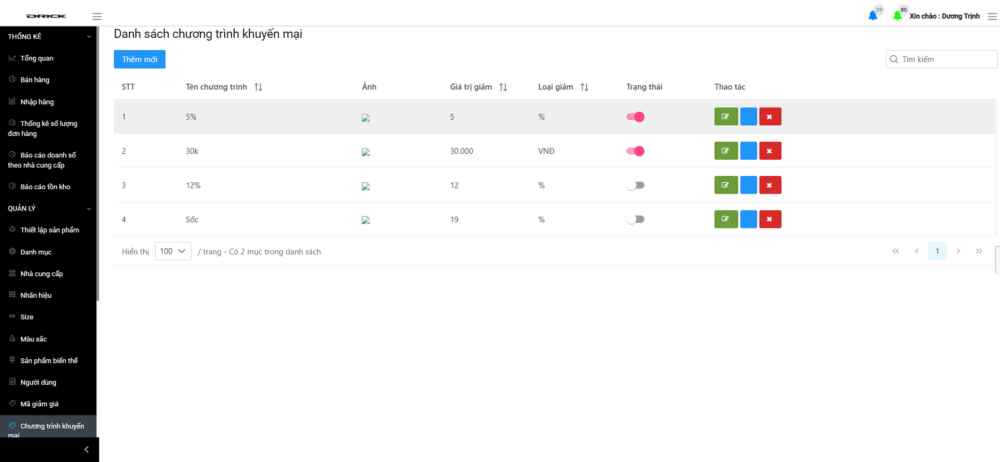 DRICK
29
80
Xin chào : Dương Trịnh
THỐNG KÊ
Tổng quan
Bán hàng
Nhập hàng
Thống kê số lượng
đơn hàng
Báo cáo doanh số
theo nhà cung cấp
Báo cáo tồn kho
QUẢN LÝ
Thiết lập sản phẩm
Danh mục
Nhà cung cấp
Nhãn hiệu
Size
Màu sắc
Sản phẩm biến thể
Người dùng
Mã giảm giá
Chương trình khuyến
mại
Danh sách chương trình khuyến mại
Thêm mới
Tìm kiếm
STT Tên chương trình Ảnh Giá trị giảm Loại giảm Trạng thái Thao tác
1 5% 5 %
2 30k 30.000 VNĐ
3 12% 12 %
4 Sốc 19 %
Hiển thị 100 / trang - Có 2 mục trong danh sách
1